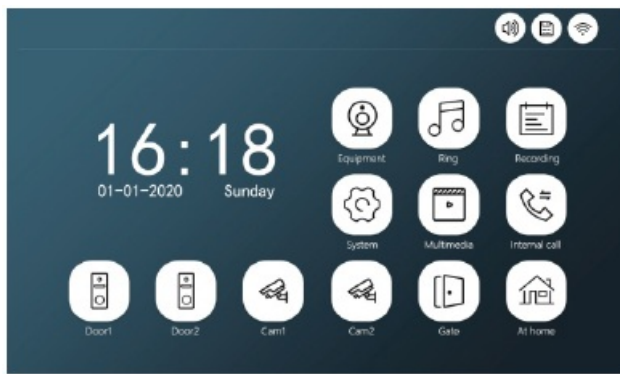 16:18
01-01-2020 Sunday
Equipment Ring Recording
System Multimedia Internal call
Door1 Door2 Cam1 Cam2 Gate At home